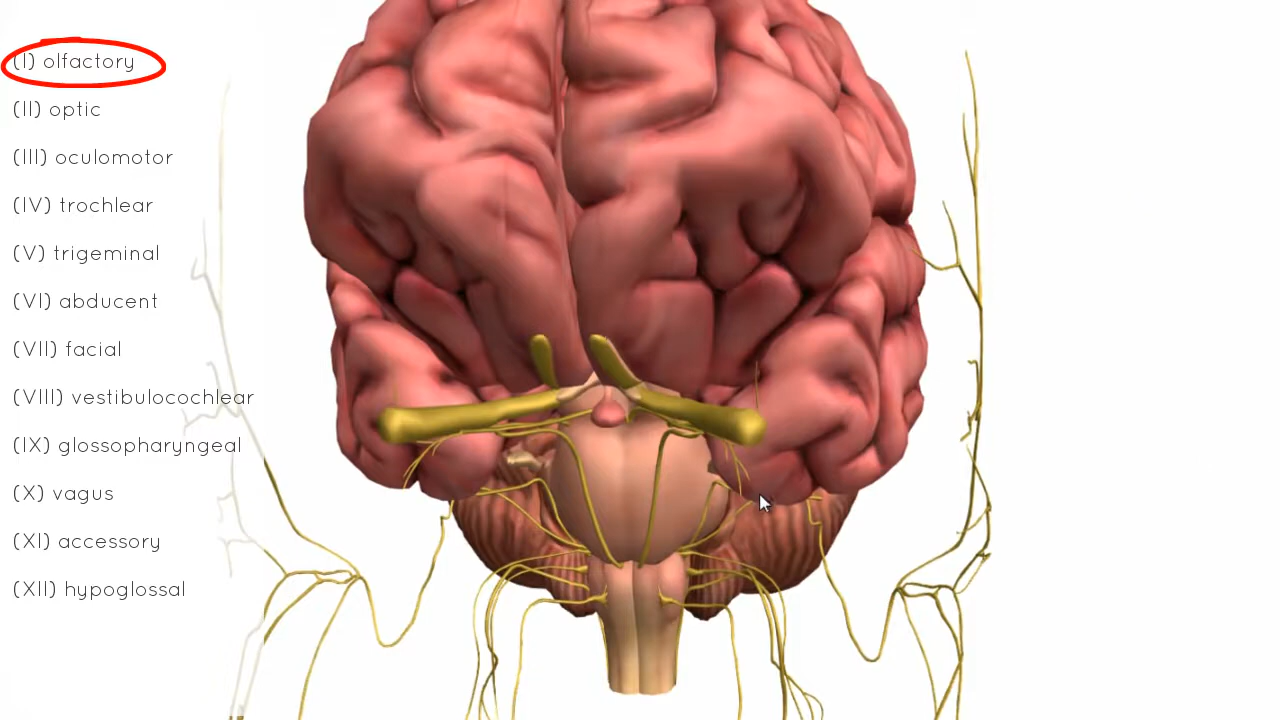 (I) olfactory
(II) optic
(III) oculomotor
(IV) trochlear
(V) trigeminal
(VI) abducent
(VII) facial
(VIII) vestibulocochlear
(IX) glossopharyngeal
(X) vagus
(XI) accessory
(XII) hypoglossal